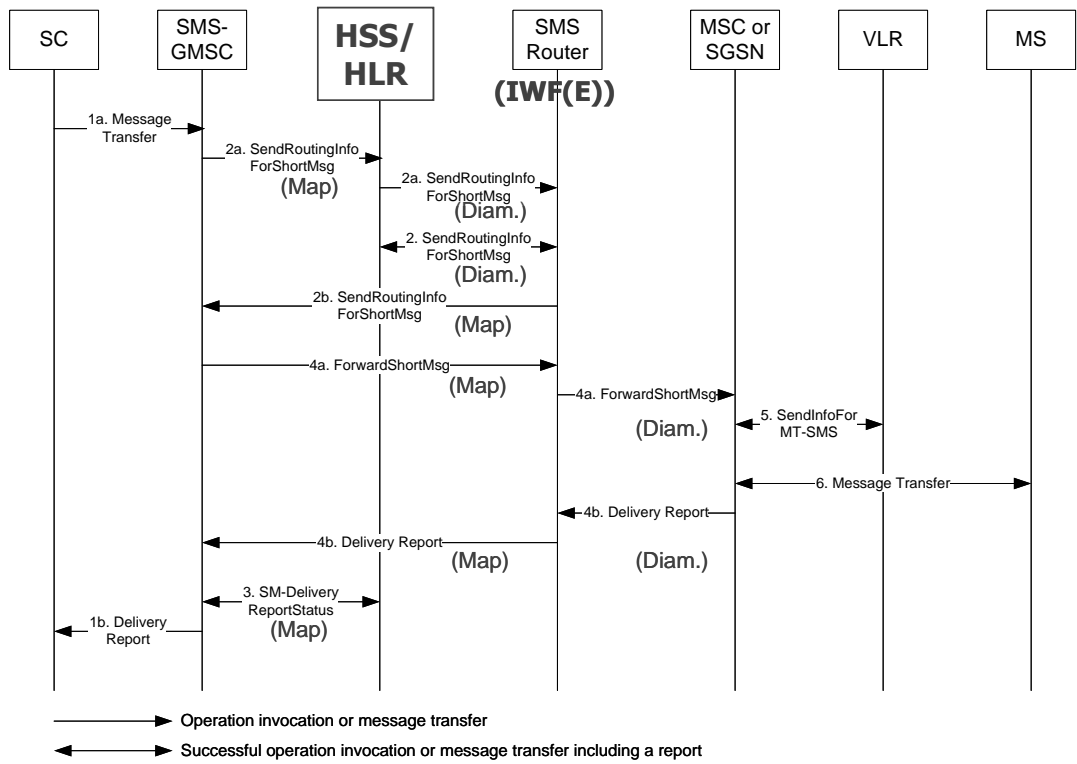 SC
SMS-
GMSC
HSS/
HLR
SMS
Router
(IWF(E))
MSC or
SGSN
VLR
MS
1a. Message
Transfer
2a. SendRoutingInfo
ForShortMsg
(Map)
2a. SendRoutingInfo
ForShortMsg
(Diam.)
2. SendRoutingInfo
ForShortMsg
(Diam.)
2b. SendRoutingInfo
ForShortMsg
(Map)
4a. ForwardShortMsg
(Map)
4a. ForwardShortMsg
(Diam.)
5. SendInfoFor
MT-SMS
6. Message Transfer
4b. Delivery Report
(Diam.)
4b. Delivery Report
(Map)
3. SM-Delivery
ReportStatus
(Map)
1b. Delivery
Report
Operation invocation or message transfer
Successful operation invocation or message transfer including a report